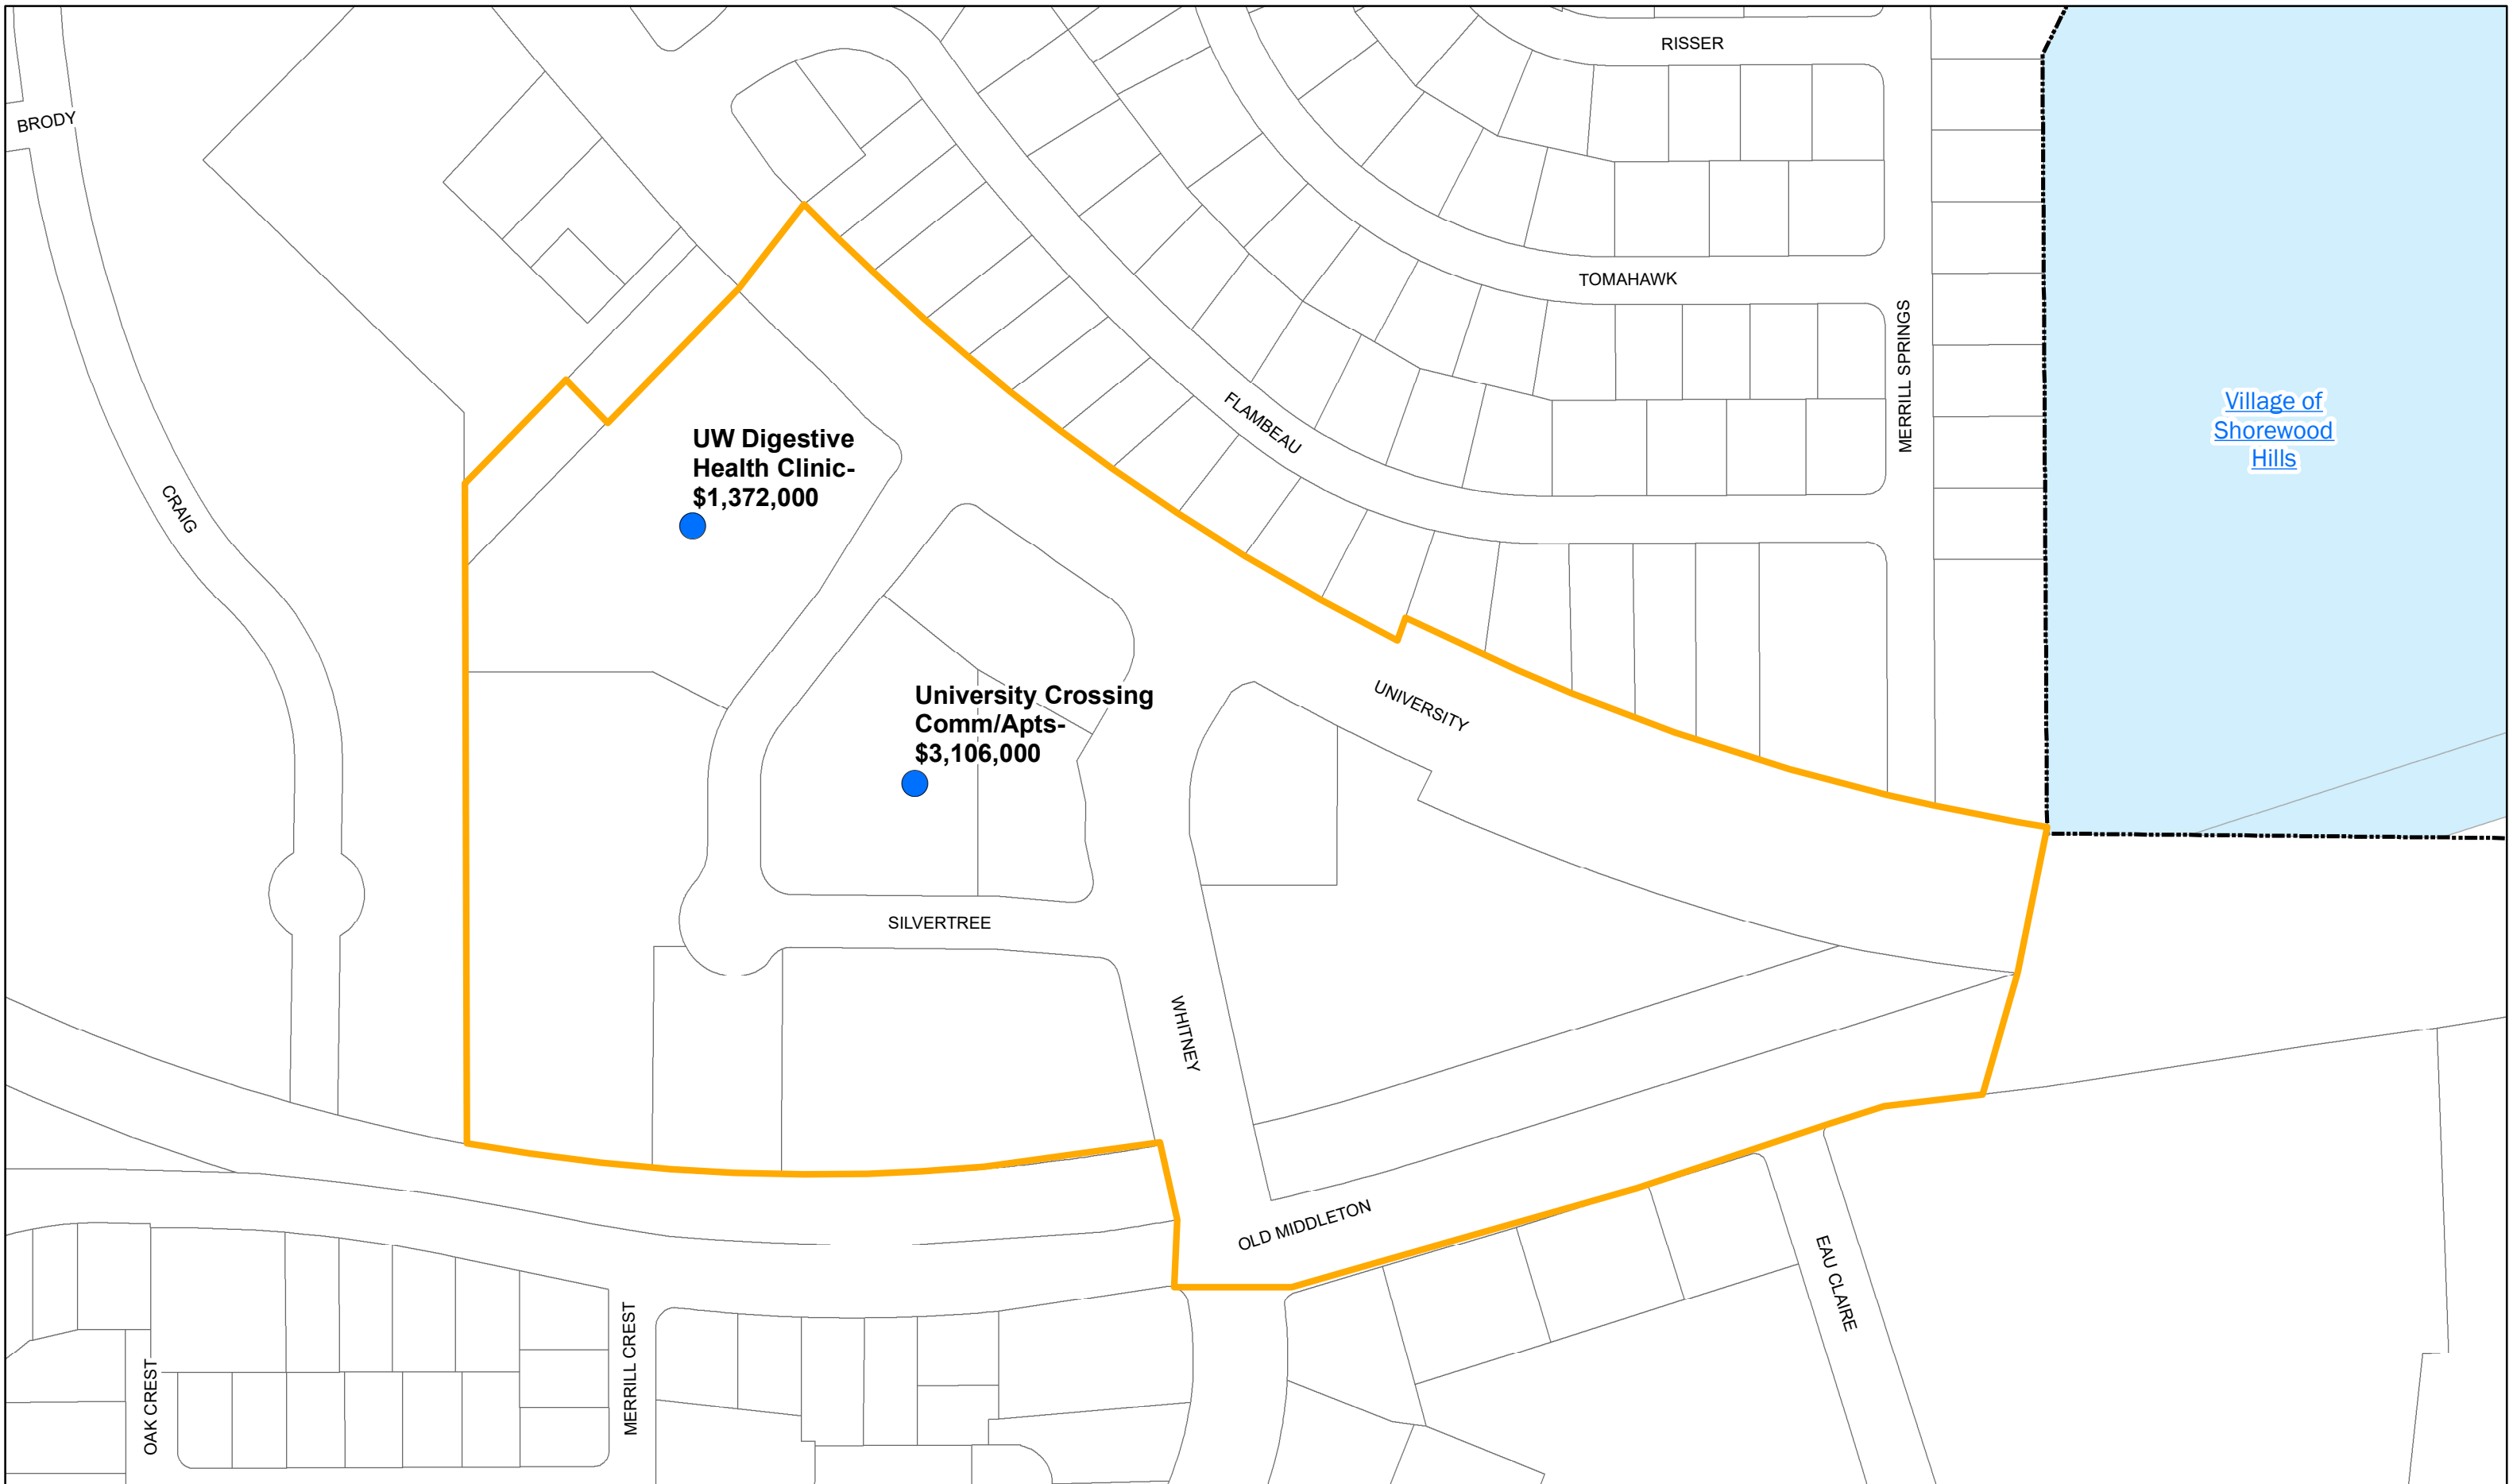 RISSER
BRODY
TOMAHAWK
MERRILL SPRINGS
FLAMBEAU
Village of
Shorewood
Hills
UW Digestive
Health Clinic-
$1,372,000
CRAIG
University Crossing
Comm/Apts-
$3,106,000
UNIVERSITY
SILVERTREE
WHITNEY
OLD MIDDLETON
EAU CLAIRE
MERRILL CREST
OAK CREST